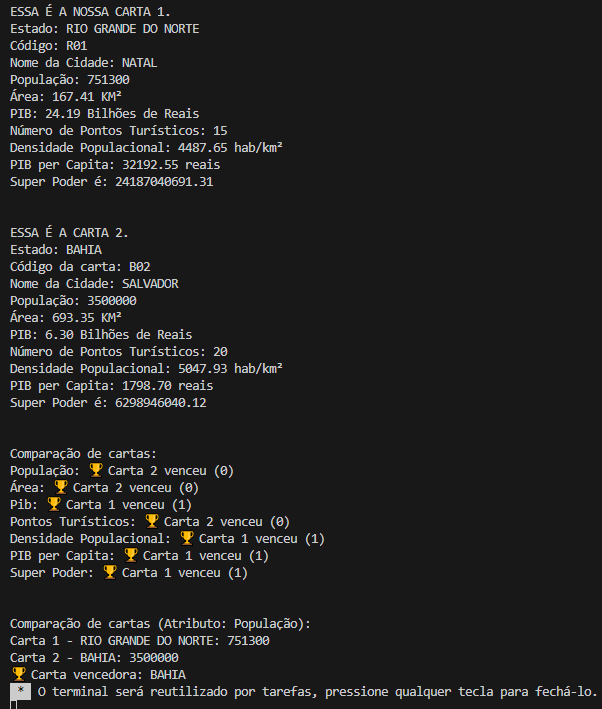 ESSA É A NOSSA CARTA 1.
Estado: RIO GRANDE DO NORTE
Código: R01
Nome da Cidade: NATAL
População: 751300
Área: 167.41 KM²
PIB: 24.19 Bilhões de Reais
Número de Pontos Turísticos: 15
Densidade Populacional: 4487.65 hab/km²
PIB per Capita: 32192.55 reais
Super Poder é: 24187040691.31
ESSA É A CARTA 2.
Estado: BAHIA
Código da carta: B02
Nome da Cidade: SALVADOR
População: 3500000
Área: 693.35 KM²
PIB: 6.30 Bilhões de Reais
Número de Pontos Turísticos: 20
Densidade Populacional: 5047.93 hab/km²
PIB per Capita: 1798.70 reais
Super Poder é: 6298946040.12
Comparação de cartas:
População: 🏆 Carta 2 venceu (0)
Área: 🏆 Carta 2 venceu (0)
Pib: 🏆 Carta 1 venceu (1)
Pontos Turísticos: 🏆 Carta 2 venceu (0)
Densidade Populacional: 🏆 Carta 1 venceu (1)
PIB per Capita: 🏆 Carta 1 venceu (1)
Super Poder: 🏆 Carta 1 venceu (1)
Comparação de cartas (Atributo: População):
Carta 1 - RIO GRANDE DO NORTE: 751300
Carta 2 - BAHIA: 3500000
🏆 Carta vencedora: BAHIA
* O terminal será reutilizado por tarefas, pressione qualquer tecla para fechá-lo.